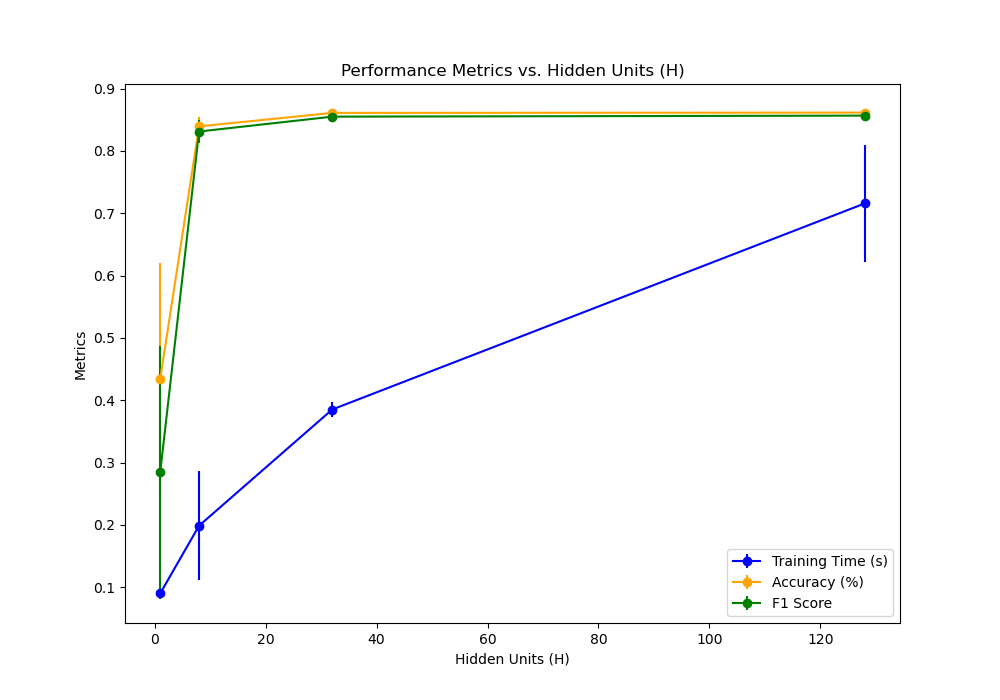 Performance Metrics vs. Hidden Units (H)
0.9
0.8
0.7
0.6
0.5
0.4
0.3
0.2
0.1
Metrics
0 20 40 60 80 100 120
Hidden Units (H)
Training Time (s)
Accuracy (%)
F1 Score